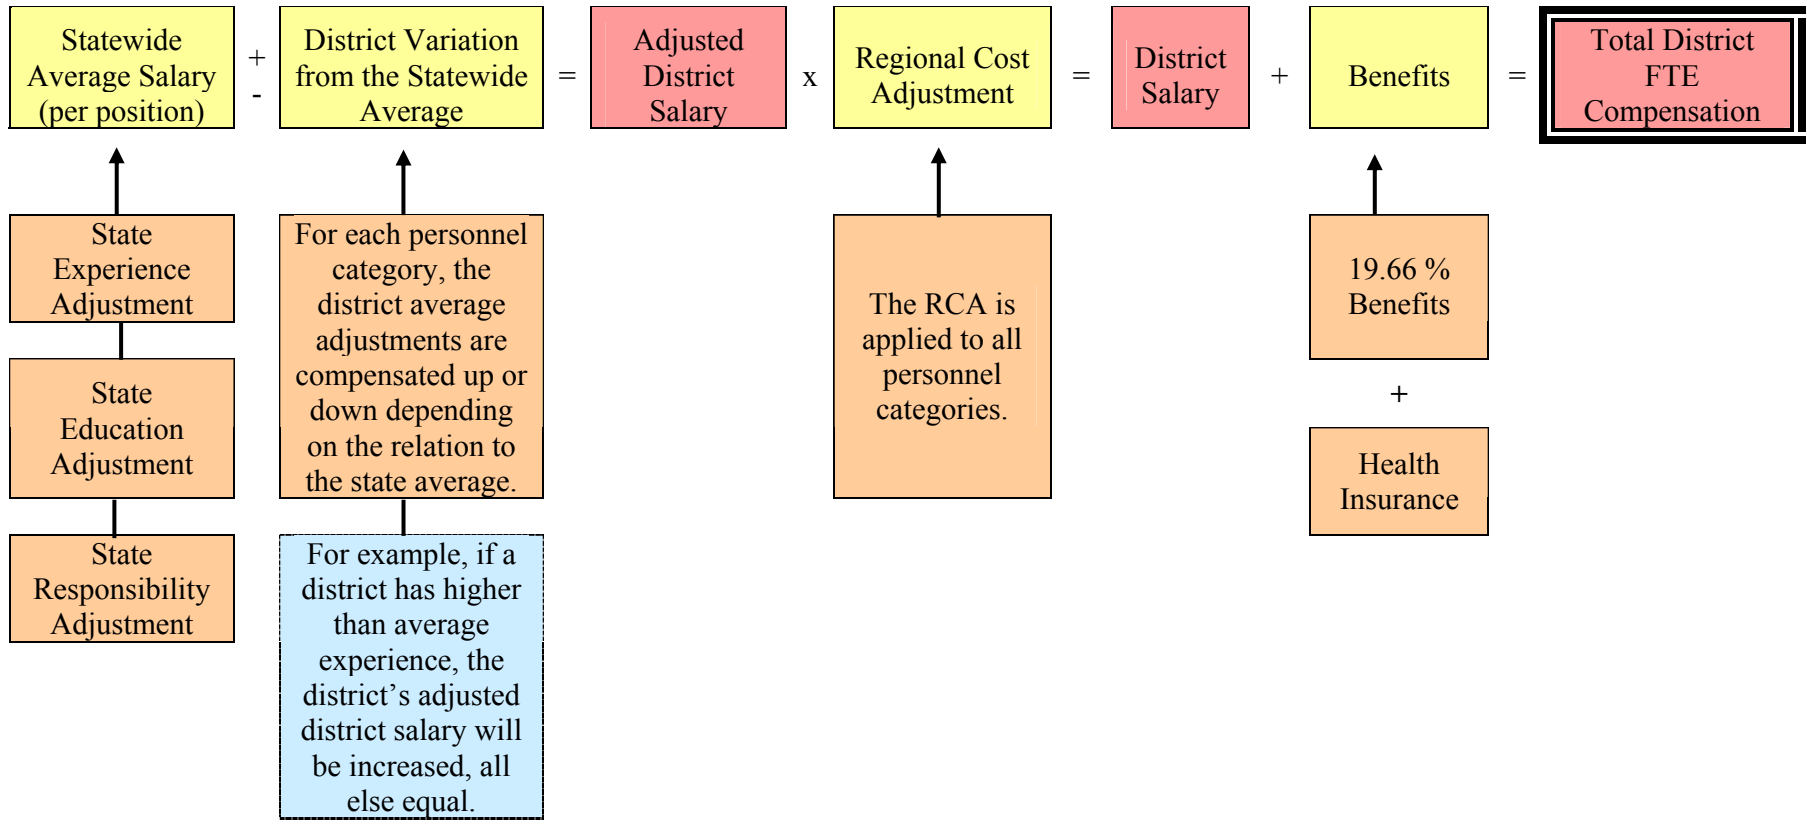 Statewide
Average Salary
(per position)
+
-
District Variation
from the Statewide
Average
=
Adjusted
District
Salary
x
Regional Cost
Adjustment
=
District
Salary
+
Benefits
=
Total District
FTE
Compensation
State
Experience
Adjustment
State
Education
Adjustment
State
Responsibility
Adjustment
For each personnel
category, the
district average
adjustments are
compensated up or
down depending
on the relation to
the state average.
For example, if a
district has higher
than average
experience, the
district’s adjusted
district salary will
be increased, all
else equal.
The RCA is
applied to all
personnel
categories.
19.66 %
Benefits
+
Health
Insurance